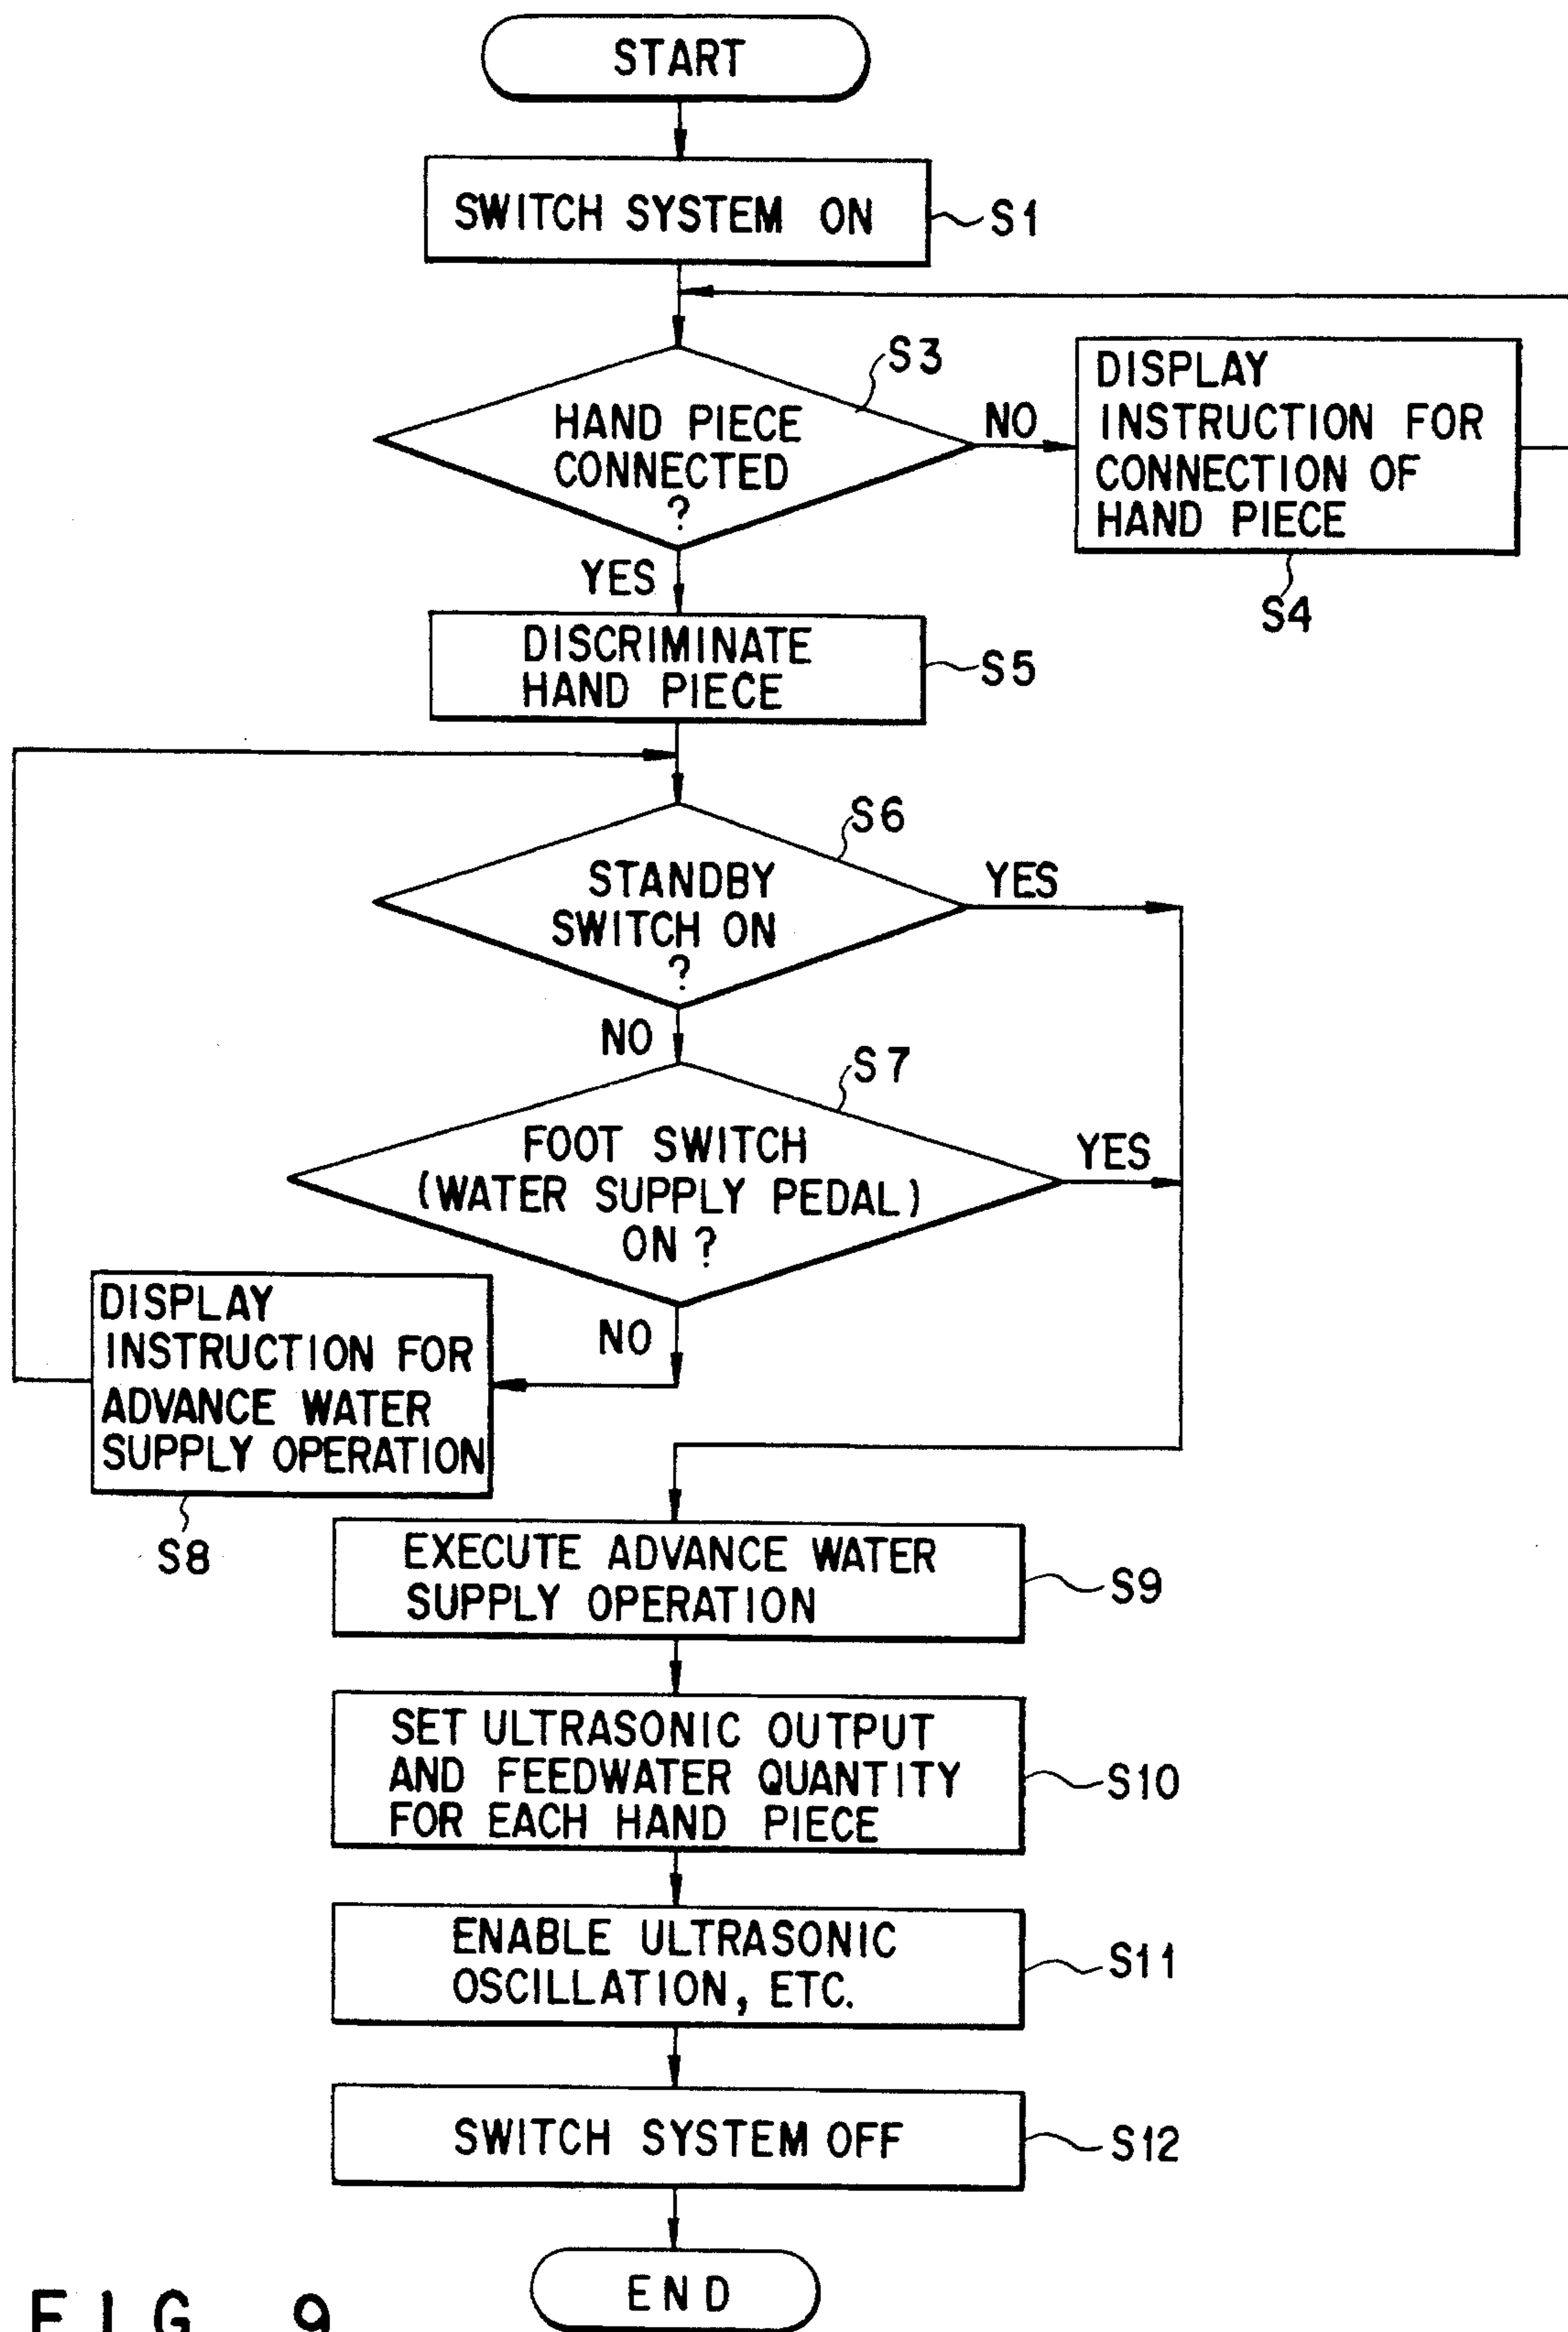 START
SWITCH SYSTEM ON
S1
S3
HAND PIECE
CONNECTED
?
NO
DISPLAY
INSTRUCTION FOR
CONNECTION OF
HAND PIECE
S4
YES
DISCRIMINATE
HAND PIECE
S5
S6
STANDBY
SWITCH ON
?
YES
NO
S7
FOOT SWITCH
(WATER SUPPLY PEDAL)
ON ?
YES
NO
DISPLAY
INSTRUCTION FOR
ADVANCE WATER
SUPPLY OPERATION
S8
EXECUTE ADVANCE WATER
SUPPLY OPERATION
S9
SET ULTRASONIC OUTPUT
AND FEEDWATER QUANTITY
FOR EACH HAND PIECE
S10
ENABLE ULTRASONIC
OSCILLATION, ETC.
S11
SWITCH SYSTEM OFF
S12
END
FIG. 9